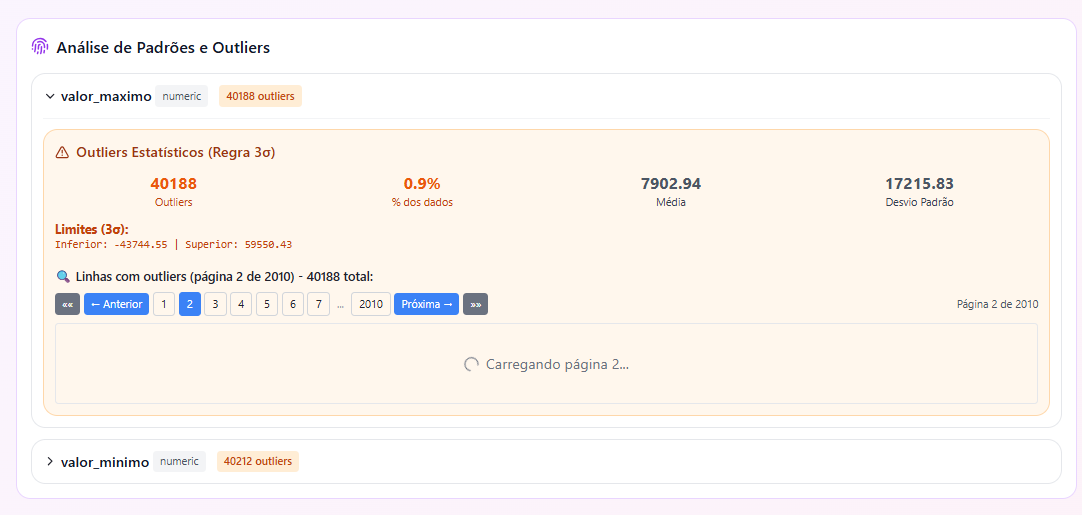 Análise de Padrões e Outliers
valor_maximo numeric 40188 outliers
Outliers Estatísticos (Regra 3σ)
40188 0.9% 7902.94 17215.83
Outliers % dos dados Média Desvio Padrão
Limites (3σ):
Inferior: -43744.55 | Superior: 59550.43
Linhas com outliers (página 2 de 2010) - 40188 total:
«« ← Anterior 1 2 3 4 5 6 7 ... 2010 Próxima → »» Página 2 de 2010
Carregando página 2...
valor_minimo numeric 40212 outliers